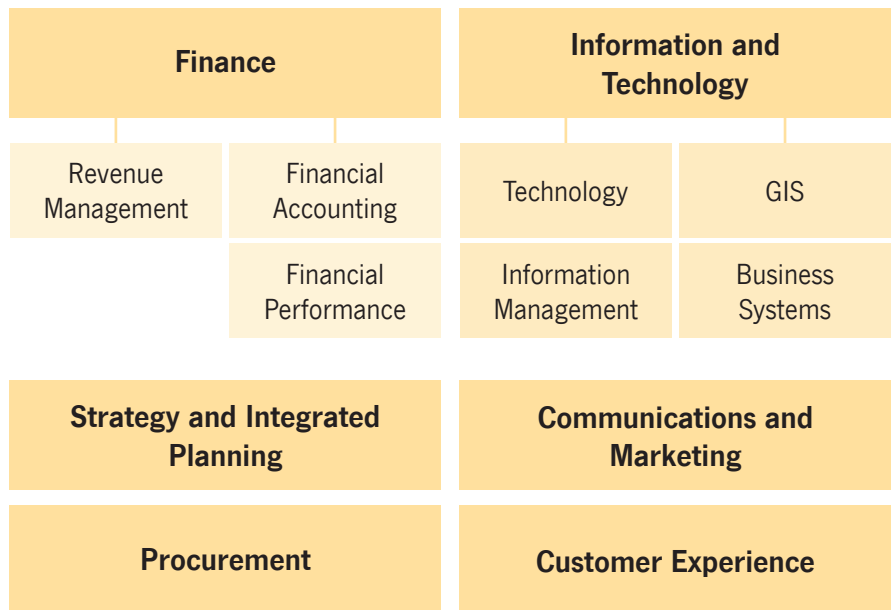 Finance
Information and
Technology
Revenue
Management
Financial
Accounting
Technology
GIS
Financial
Performance
Information
Management
Business
Systems
Strategy and Integrated
Planning
Communications and
Marketing
Procurement
Customer Experience